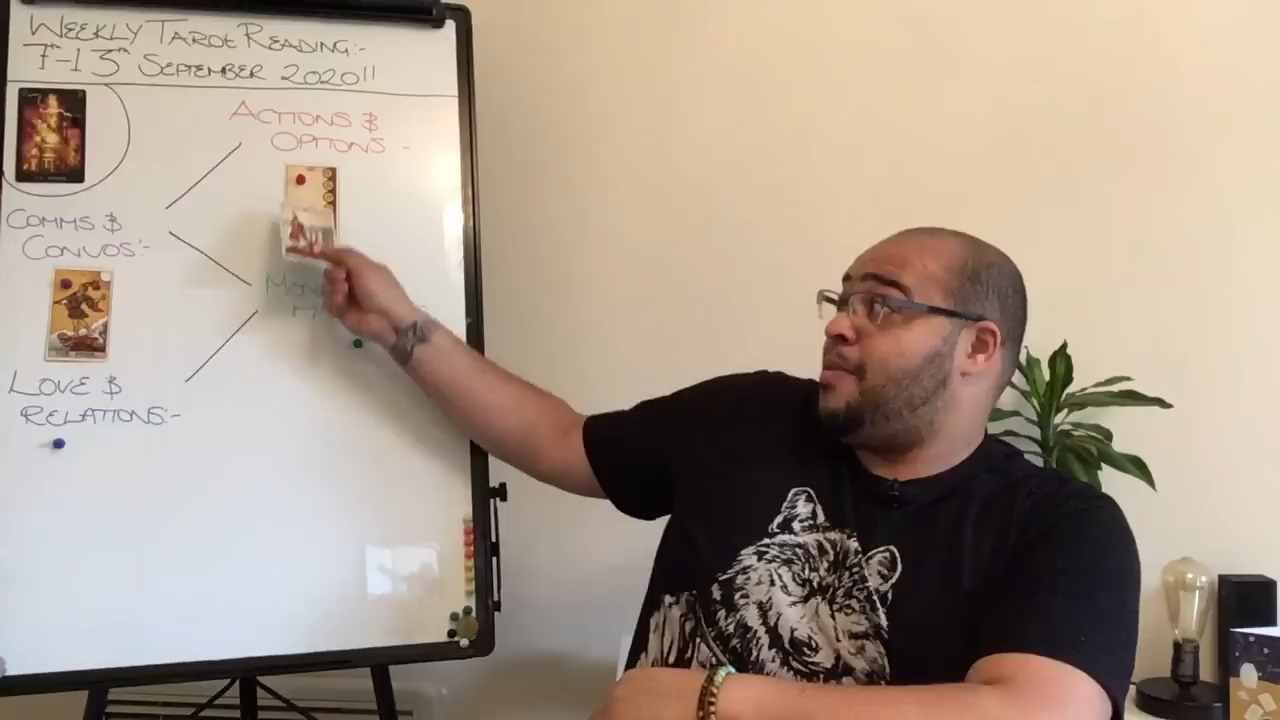 WEEKLY TAROT READING:-
7th-13th SEPTEMBER 2020!!
ACTIONS &
OPTIONS -
COMMS &
CONVOS:-
LOVE &
RELATIONS:-